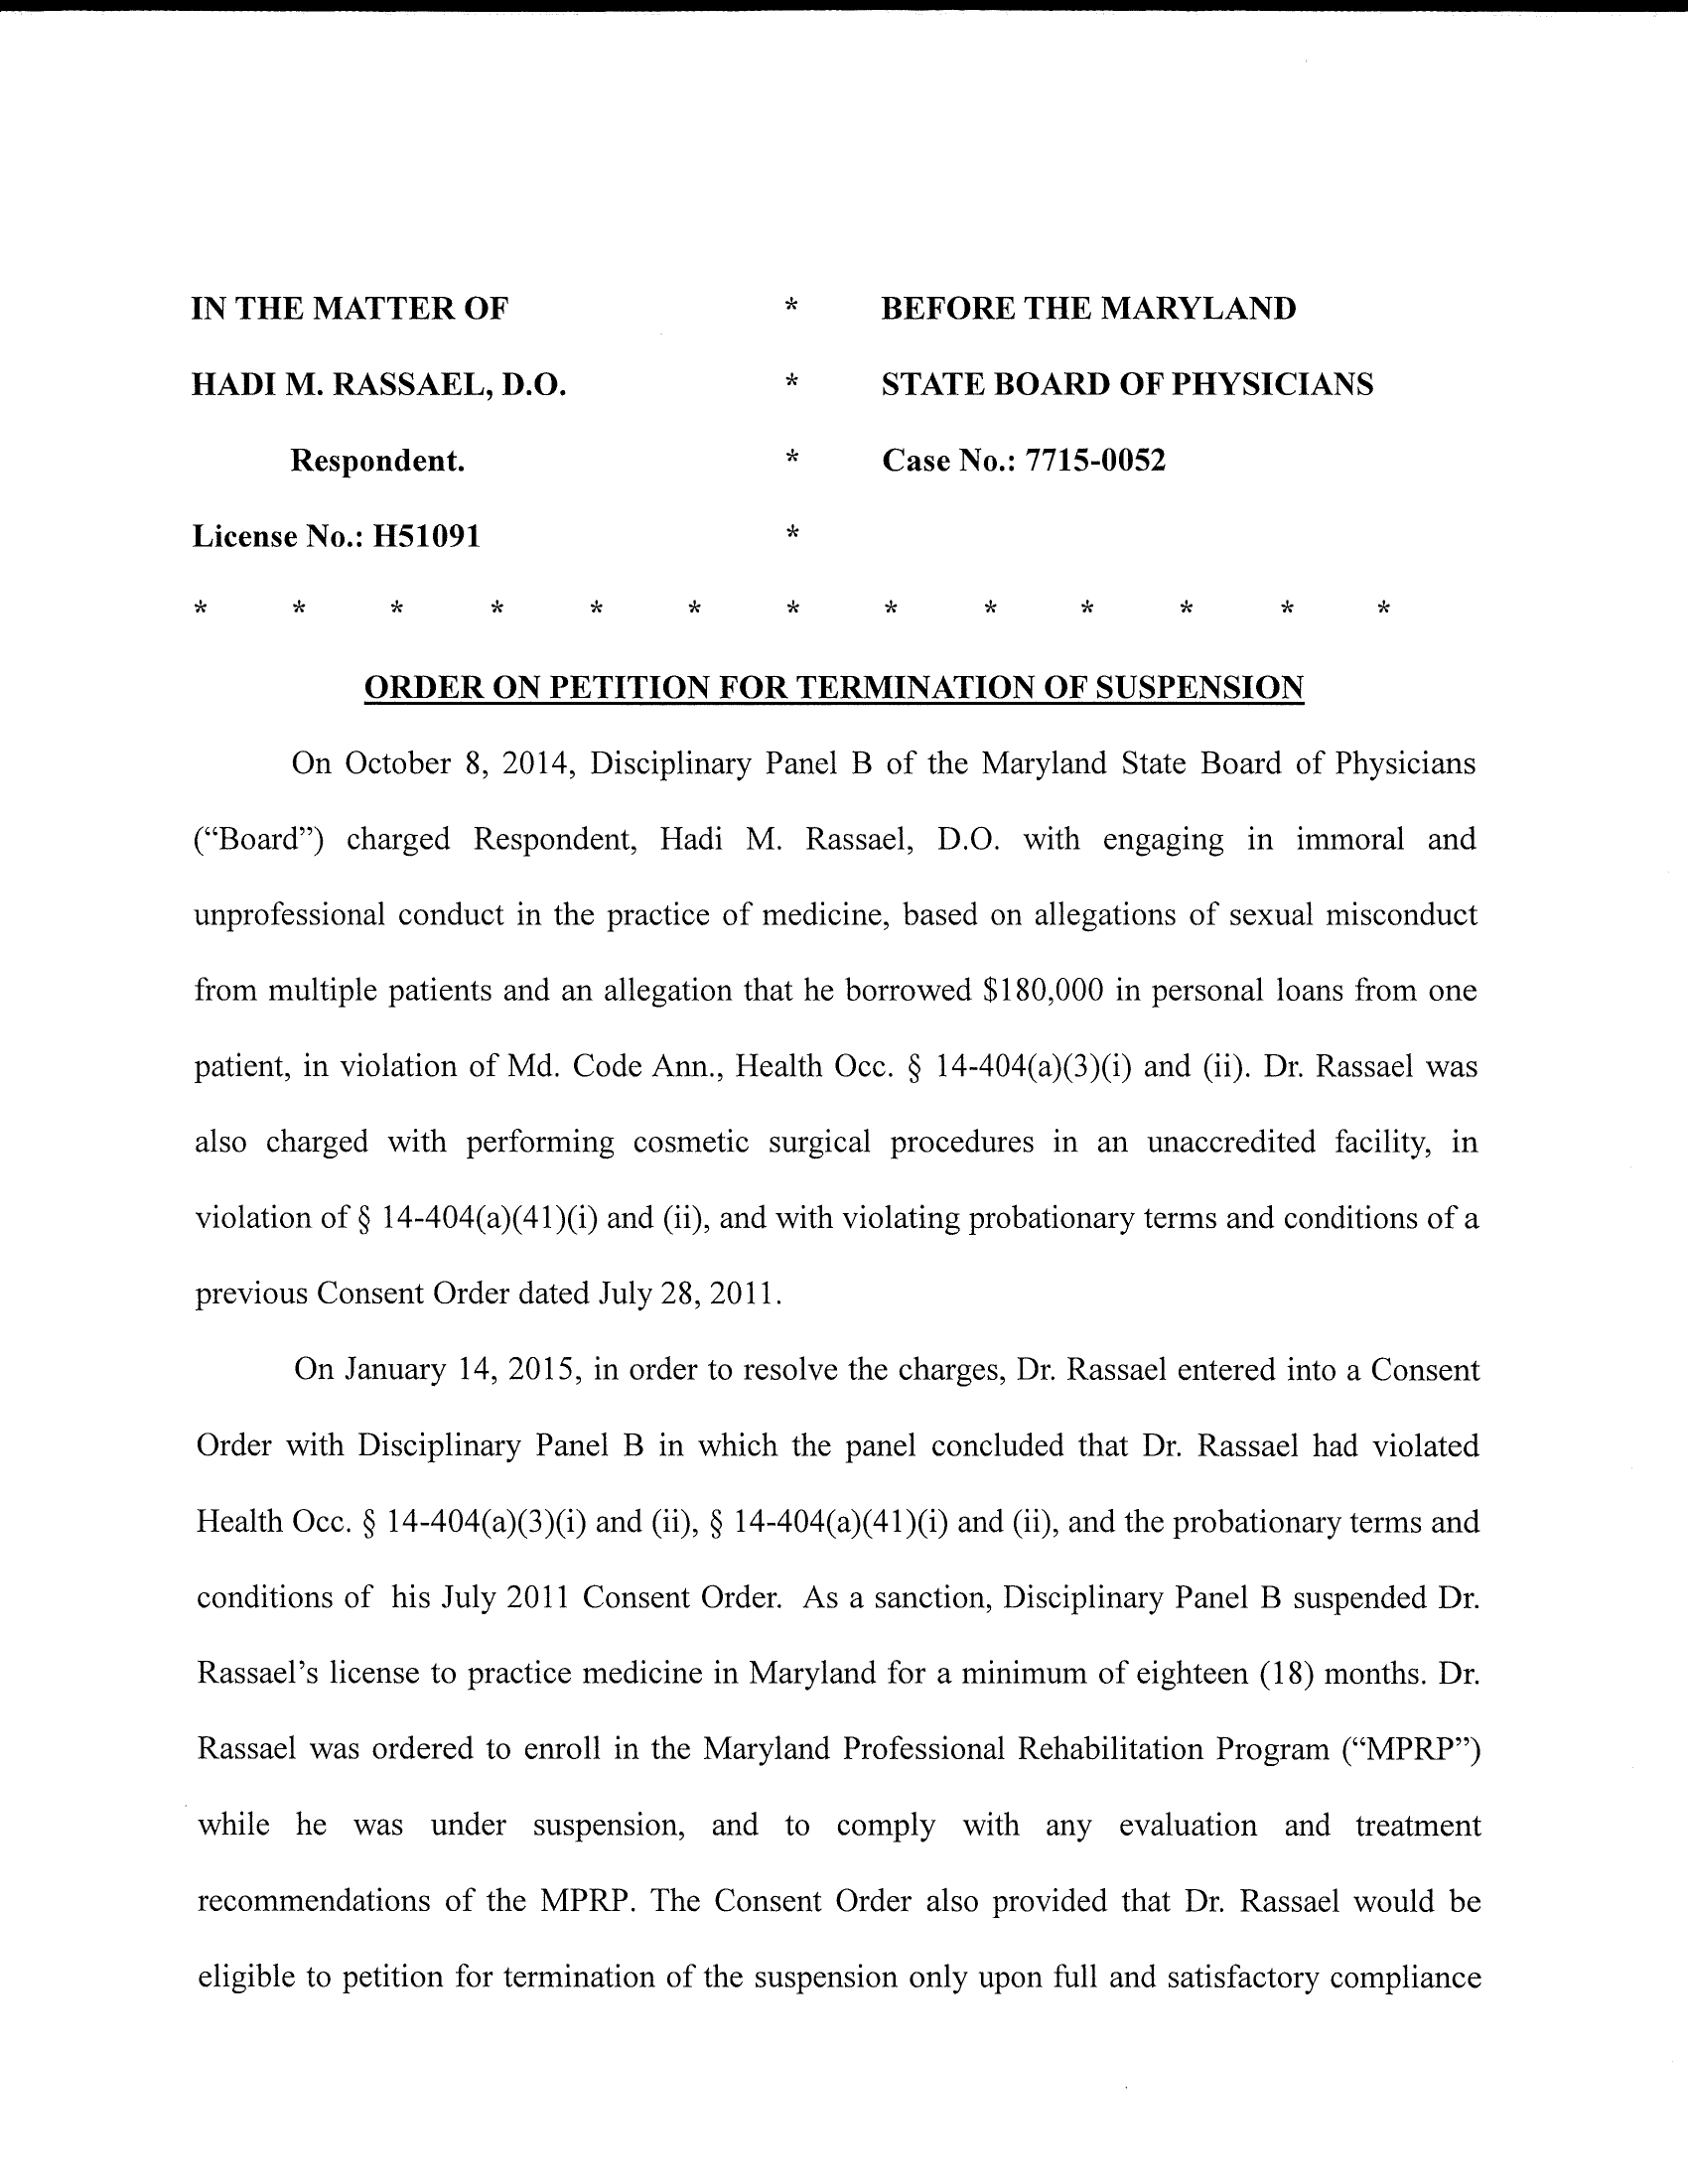 IN THE MATTER OF * BEFORE THE MARYLAND
HADI M. RASSAEL, D.O. * STATE BOARD OF PHYSICIANS
Respondent. * Case No.: 7715-0052
License No.: H51091 *
* * * * * * * * * * * * *
ORDER ON PETITION FOR TERMINATION OF SUSPENSION
On October 8, 2014, Disciplinary Panel B of the Maryland State Board of Physicians
(“Board”) charged Respondent, Hadi M. Rassael, D.O. with engaging in immoral and
unprofessional conduct in the practice of medicine, based on allegations of sexual misconduct
from multiple patients and an allegation that he borrowed $180,000 in personal loans from one
patient, in violation of Md. Code Ann., Health Occ. § 14-404(a)(3)(i) and (ii). Dr. Rassael was
also charged with performing cosmetic surgical procedures in an unaccredited facility, in
violation of § 14-404(a)(41)(i) and (ii), and with violating probationary terms and conditions of a
previous Consent Order dated July 28, 2011.
On January 14, 2015, in order to resolve the charges, Dr. Rassael entered into a Consent
Order with Disciplinary Panel B in which the panel concluded that Dr. Rassael had violated
Health Occ. § 14-404(a)(3)(i) and (ii), § 14-404(a)(41)(i) and (ii), and the probationary terms and
conditions of his July 2011 Consent Order. As a sanction, Disciplinary Panel B suspended Dr.
Rassael’s license to practice medicine in Maryland for a minimum of eighteen (18) months. Dr.
Rassael was ordered to enroll in the Maryland Professional Rehabilitation Program (“MPRP”)
while he was under suspension, and to comply with any evaluation and treatment
recommendations of the MPRP. The Consent Order also provided that Dr. Rassael would be
eligible to petition for termination of the suspension only upon full and satisfactory compliance